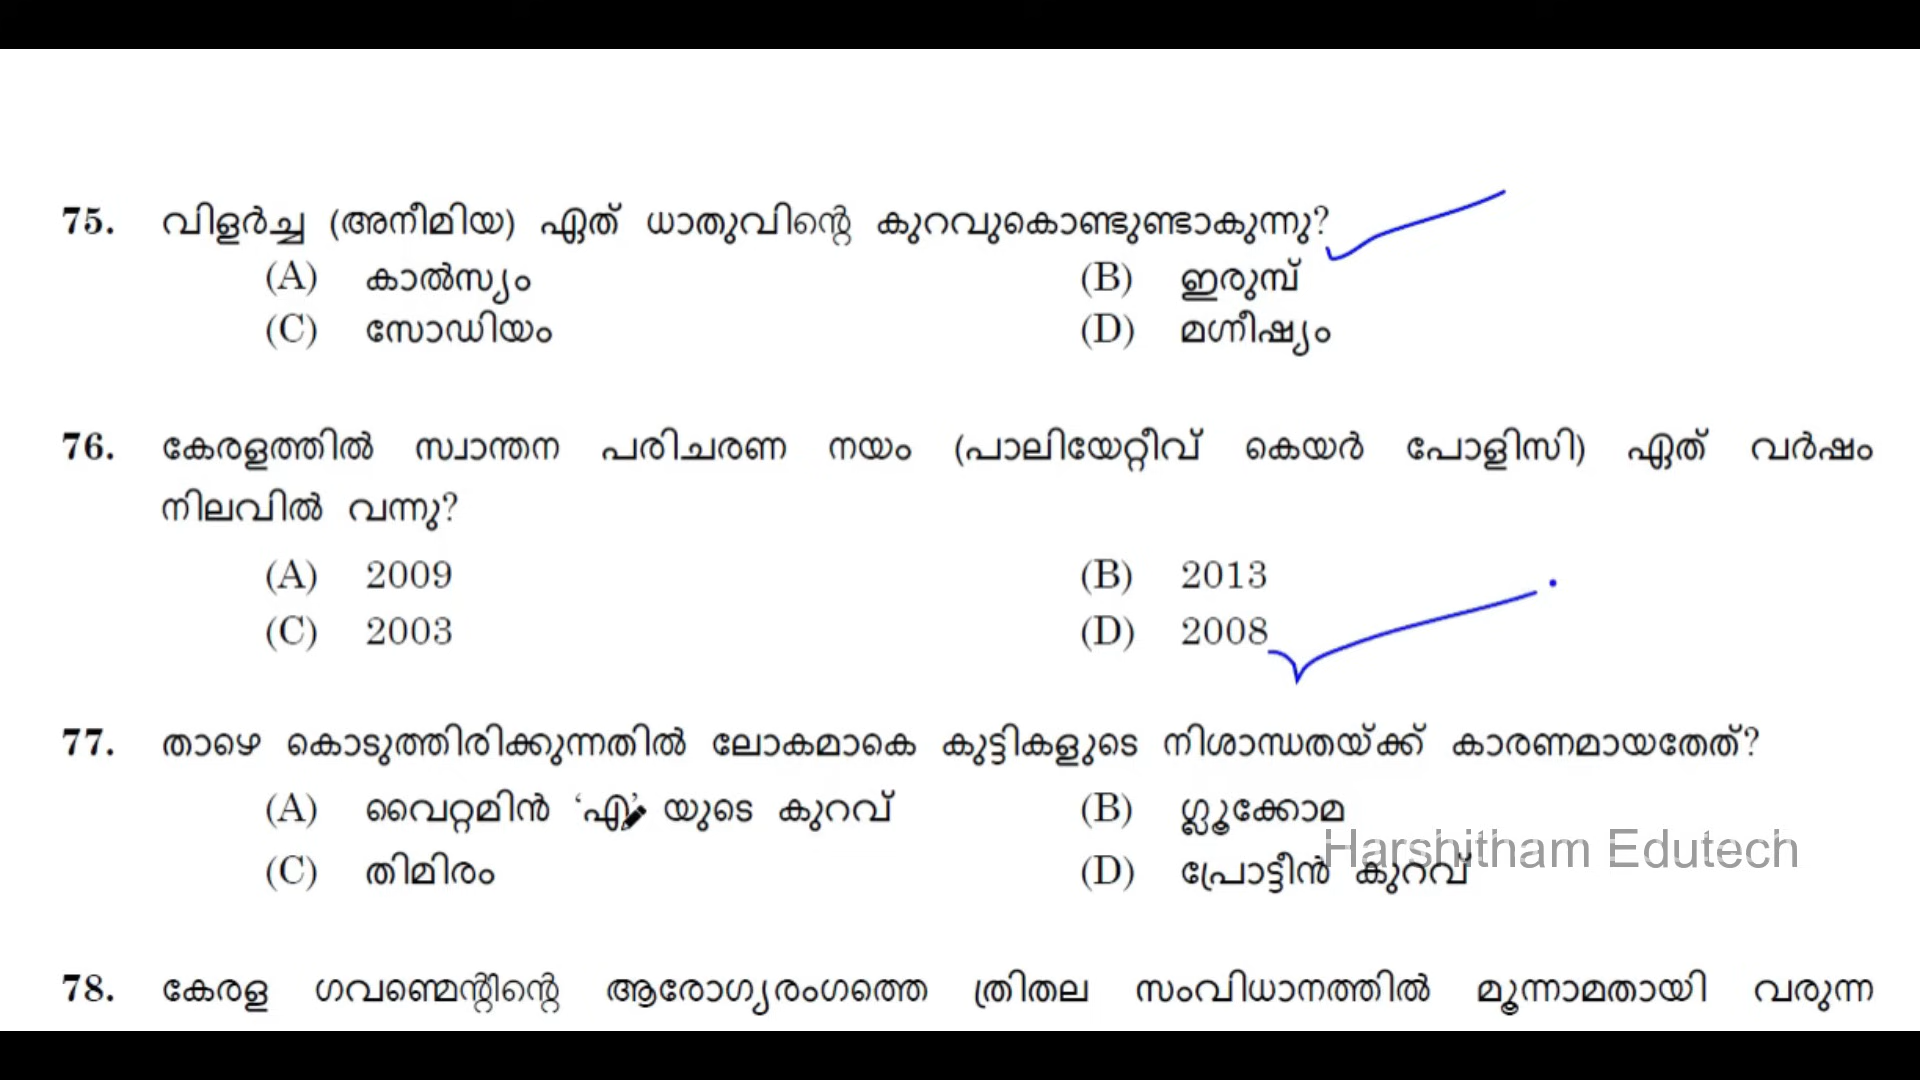 75. വിളർച്ച (അനീമിയ) ഏത് ധാതുവിന്റെ കുറവുകൊണ്ടുണ്ടാകുന്നു?
(A) കാൽസ്യം (B) ഇരുമ്പ്
(C) സോഡിയം (D) മഗ്നീഷ്യം
76. കേരളത്തിൽ സ്വാന്തന പരിചരണ നയം (പാലിയേറ്റീവ് കെയർ പോളിസി) ഏത് വർഷം
നിലവിൽ വന്നു?
(A) 2009 (B) 2013
(C) 2003 (D) 2008
77. താഴെ കൊടുത്തിരിക്കുന്നതിൽ ലോകമാകെ കുട്ടികളുടെ നിശാന്ധതയ്ക്ക് കാരണമായതേത്?
(A) വൈറ്റമിൻ ‘എ’ യുടെ കുറവ് (B) ഗ്ലൂക്കോമ
Harshitham Edutech
(C) തിമിരം (D) പ്രോട്ടീൻ കുറവ്
78. കേരള ഗവണ്മെന്റിന്റെ ആരോഗ്യരംഗത്തെ ത്രിതല സംവിധാനത്തിൽ മൂന്നാമതായി വരുന്ന